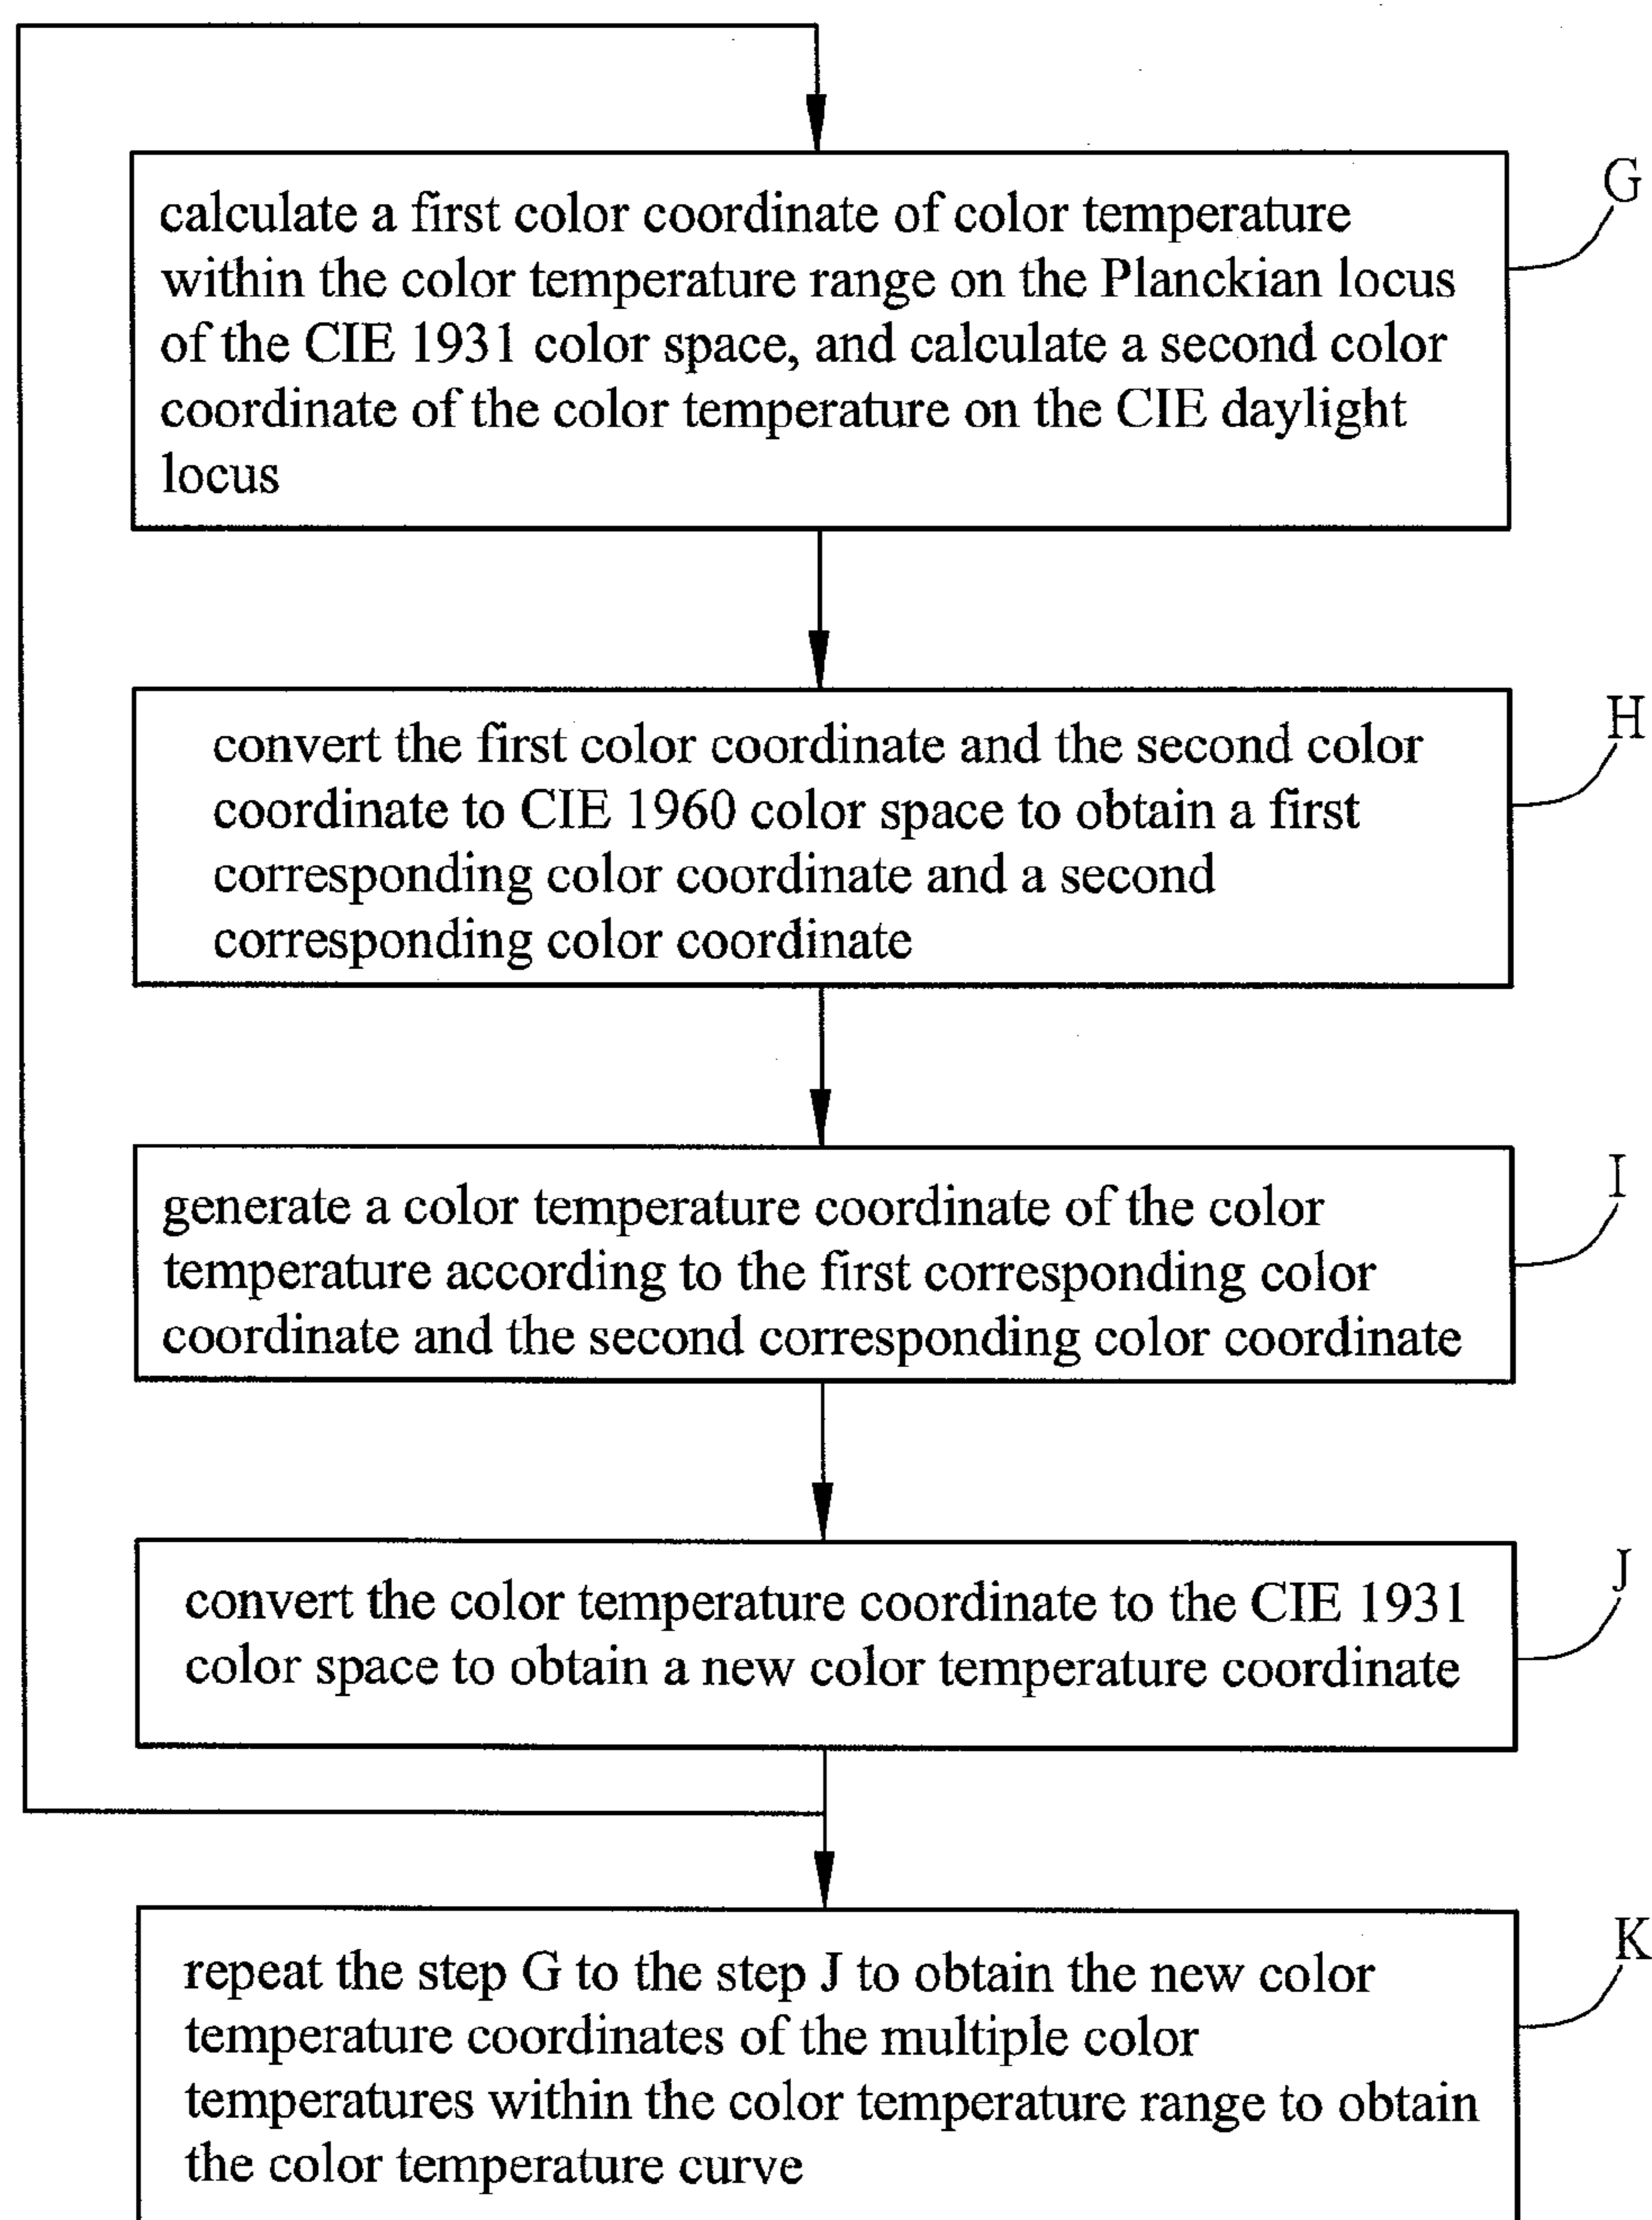 calculate a first color coordinate of color temperature
within the color temperature range on the Planckian locus
of the CIE 1931 color space, and calculate a second color
coordinate of the color temperature on the CIE daylight
locus
G
convert the first color coordinate and the second color
coordinate to CIE 1960 color space to obtain a first
corresponding color coordinate and a second
corresponding color coordinate
H
generate a color temperature coordinate of the color
temperature according to the first corresponding color
coordinate and the second corresponding color coordinate
I
convert the color temperature coordinate to the CIE 1931
color space to obtain a new color temperature coordinate
J
repeat the step G to the step J to obtain the new color
temperature coordinates of the multiple color
temperatures within the color temperature range to obtain
the color temperature curve
K